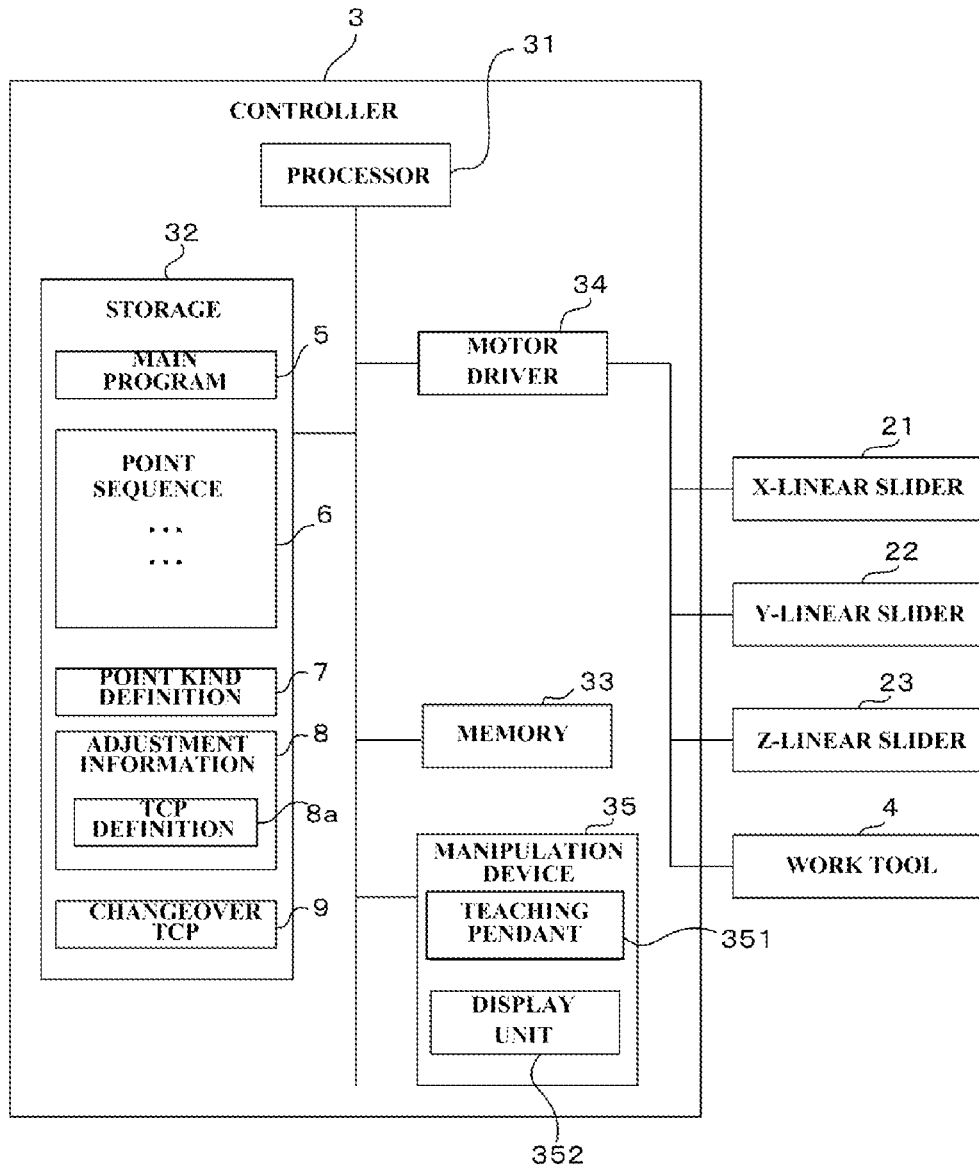 3
31
CONTROLLER
PROCESSOR
32
STORAGE
5
MAIN
PROGRAM
POINT
SEQUENCE
...
...
6
POINT KIND
DEFINITION
7
ADJUSTMENT
INFORMATION
8
TCP
DEFINITION
8a
CHANGEOVER
TCP
9
34
MOTOR
DRIVER
33
MEMORY
35
MANIPULATION
DEVICE
TEACHING
PENDANT
351
DISPLAY
UNIT
352
21
X-LINEAR SLIDER
22
Y-LINEAR SLIDER
23
Z-LINEAR SLIDER
4
WORK TOOL